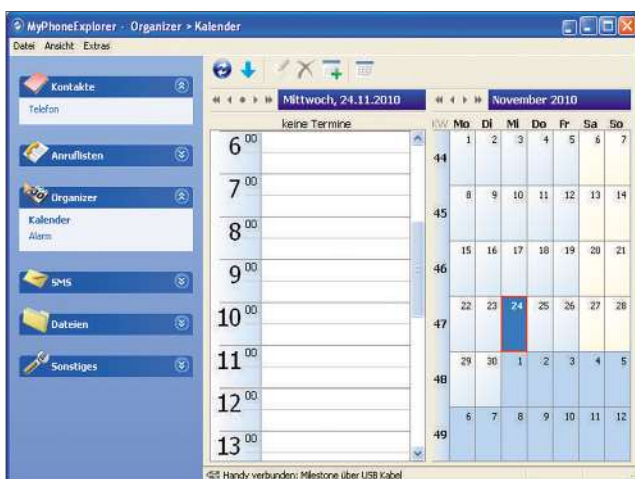 MyPhoneExplorer - Organizer > Kalender
Datei Ansicht Extras
Kontakte
Telefon
Anruflisten
Organizer
Kalender
Alarm
SMS
Dateien
Sonstiges
Mittwoch, 24.11.2010
keine Termine
6 00
7 00
8 00
9 00
10 00
11 00
12 00
13 00
November 2010
KW Mo Di Mi Do Fr Sa So
44 1 2 3 4 5 6 7
45 8 9 10 11 12 13 14
46 15 16 17 18 19 20 21
47 22 23 24 25 26 27 28
48 29 30 1 2 3 4 5
49 6 7 8 9 10 11 12
Handy verbunden: Milestone über USB Kabel